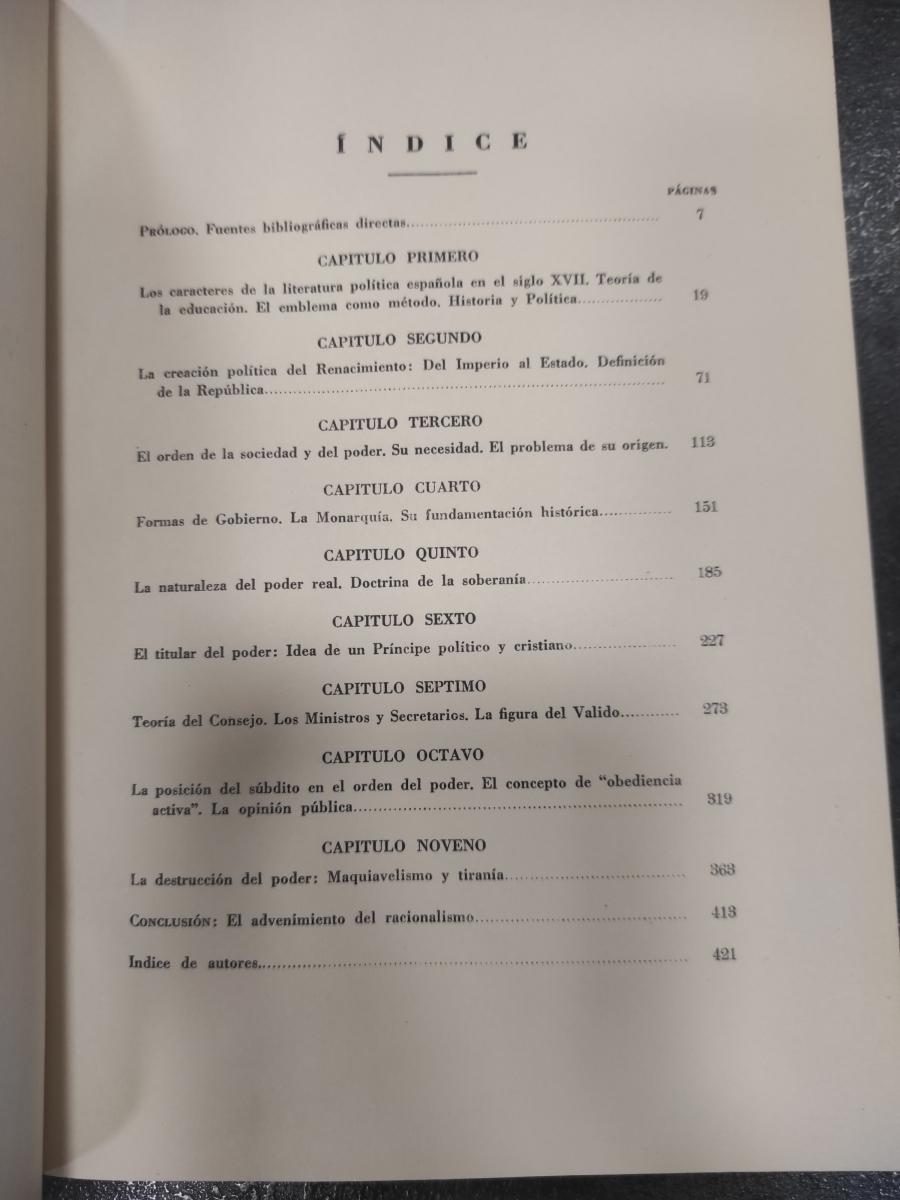 ÍNDICE
PÁGINAS
PRÓLOGO. Fuentes bibliográficas directas........ 7
CAPITULO PRIMERO
Los caracteres de la literatura política española en el siglo XVII. Teoría de
la educación. El emblema como método. Historia y Política........ 19
CAPITULO SEGUNDO
La creación política del Renacimiento: Del Imperio al Estado. Definición
de la República........ 71
CAPITULO TERCERO
El orden de la sociedad y del poder. Su necesidad. El problema de su origen. 113
CAPITULO CUARTO
Formas de Gobierno. La Monarquía. Su fundamentación histórica........ 151
CAPITULO QUINTO
La naturaleza del poder real. Doctrina de la soberanía........ 185
CAPITULO SEXTO
El titular del poder: Idea de un Príncipe político y cristiano........ 227
CAPITULO SEPTIMO
Teoría del Consejo. Los Ministros y Secretarios. La figura del Valido........ 273
CAPITULO OCTAVO
La posición del súbdito en el orden del poder. El concepto de “obediencia
activa”. La opinión pública........ 319
CAPITULO NOVENO
La destrucción del poder: Maquiavelismo y tiranía........ 363
CONCLUSIÓN: El advenimiento del racionalismo........ 413
Indice de autores........ 421